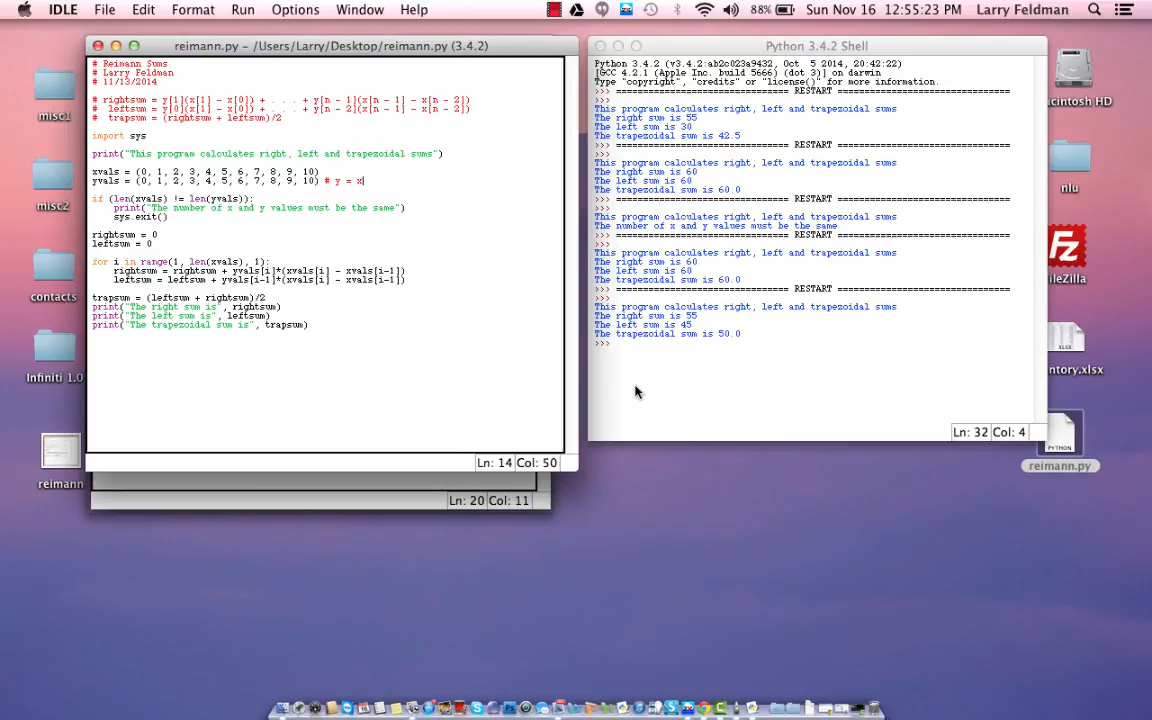 IDLE File Edit Format Run Options Window Help 88% Sun Nov 16 12:55:23 PM Larry Feldman
reimann.py – /Users/Larry/Desktop/reimann.py (3.4.2)
# Reimann Sums
# Larry Feldman
# 11/13/2014
# rightsum = y[1](x[1] - x[0]) + . . . + y[n - 1](x[n - 1] - x[n - 2])
#  leftsum = y[0](x[1] - x[0]) + . . . + y[n - 2](x[n - 1] - x[n - 2])
#  trapsum = (rightsum + leftsum)/2
import sys
print("This program calculates right, left and trapezoidal sums")
xvals = (0, 1, 2, 3, 4, 5, 6, 7, 8, 9, 10)
yvals = (0, 1, 2, 3, 4, 5, 6, 7, 8, 9, 10) # y = x
if (len(xvals) != len(yvals)):
    print("The number of x and y values must be the same")
    sys.exit()
rightsum = 0
leftsum = 0
for i in range(1, len(xvals), 1):
    rightsum = rightsum + yvals[i]*(xvals[i] - xvals[i-1])
    leftsum = leftsum + yvals[i-1]*(xvals[i] - xvals[i-1])
trapsum = (leftsum + rightsum)/2
print("The right sum is", rightsum)
print("The left sum is", leftsum)
print("The trapezoidal sum is", trapsum)
Ln: 14 Col: 50
Ln: 20 Col: 11
Python 3.4.2 Shell
Python 3.4.2 (v3.4.2:ab2c023a9432, Oct  5 2014, 20:42:22)
[GCC 4.2.1 (Apple Inc. build 5666) (dot 3)] on darwin
Type "copyright", "credits" or "license()" for more information.
>>> ================================ RESTART ================================
>>>
This program calculates right, left and trapezoidal sums
The right sum is 55
The left sum is 30
The trapezoidal sum is 42.5
>>> ================================ RESTART ================================
>>>
This program calculates right, left and trapezoidal sums
The right sum is 60
The left sum is 60
The trapezoidal sum is 60.0
>>> ================================ RESTART ================================
>>>
This program calculates right, left and trapezoidal sums
The number of x and y values must be the same
>>> ================================ RESTART ================================
>>>
This program calculates right, left and trapezoidal sums
The right sum is 60
The left sum is 60
The trapezoidal sum is 60.0
>>> ================================ RESTART ================================
>>>
This program calculates right, left and trapezoidal sums
The right sum is 55
The left sum is 45
The trapezoidal sum is 50.0
>>>
Ln: 32 Col: 4
misc1
misc2
contacts
Infiniti 1.0
reimann
acintosh HD
nlu
ileZilla
XLSX
entory.xlsx
PYTHON
reimann.py